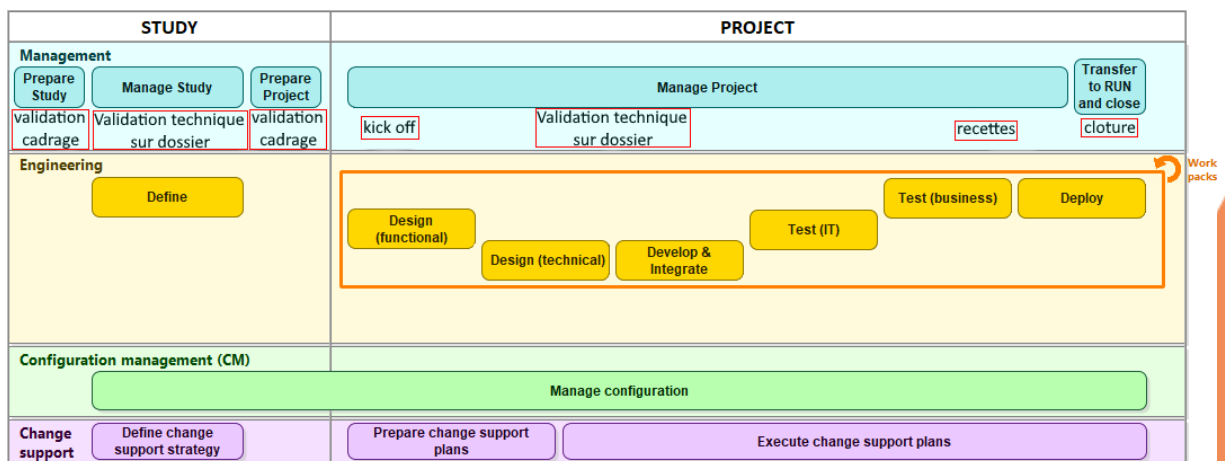 STUDY
PROJECT
Management
Prepare
Study
Manage Study
Prepare
Project
Manage Project
Transfer
to RUN
and close
validation
cadrage
Validation technique
sur dossier
validation
cadrage
kick off
Validation technique
sur dossier
recettes
cloture
Engineering
Work
packs
Define
Design
(functional)
Design (technical)
Develop &
Integrate
Test (IT)
Test (business)
Deploy
Configuration management (CM)
Manage configuration
Change
support
Define change
support strategy
Prepare change support
plans
Execute change support plans